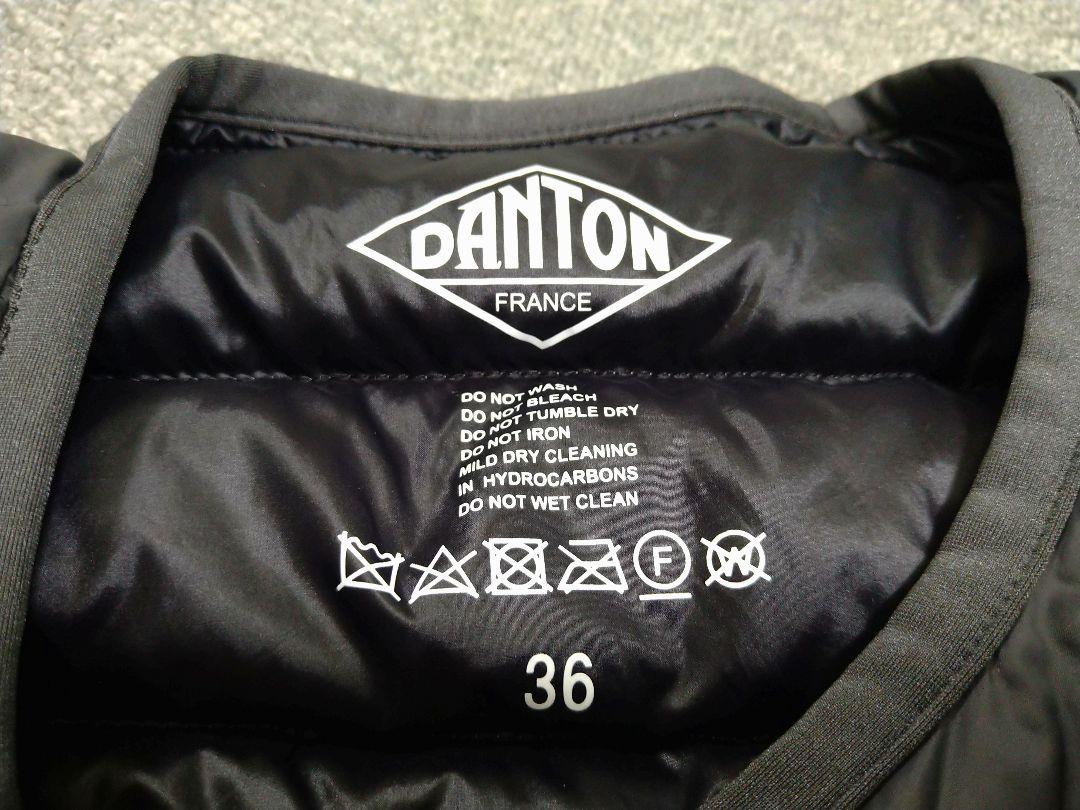 DANTON
FRANCE
DO NOT WASH
DO NOT BLEACH
DO NOT TUMBLE DRY
DO NOT IRON
MILD DRY CLEANING
IN HYDROCARBONS
DO NOT WET CLEAN
F W
36